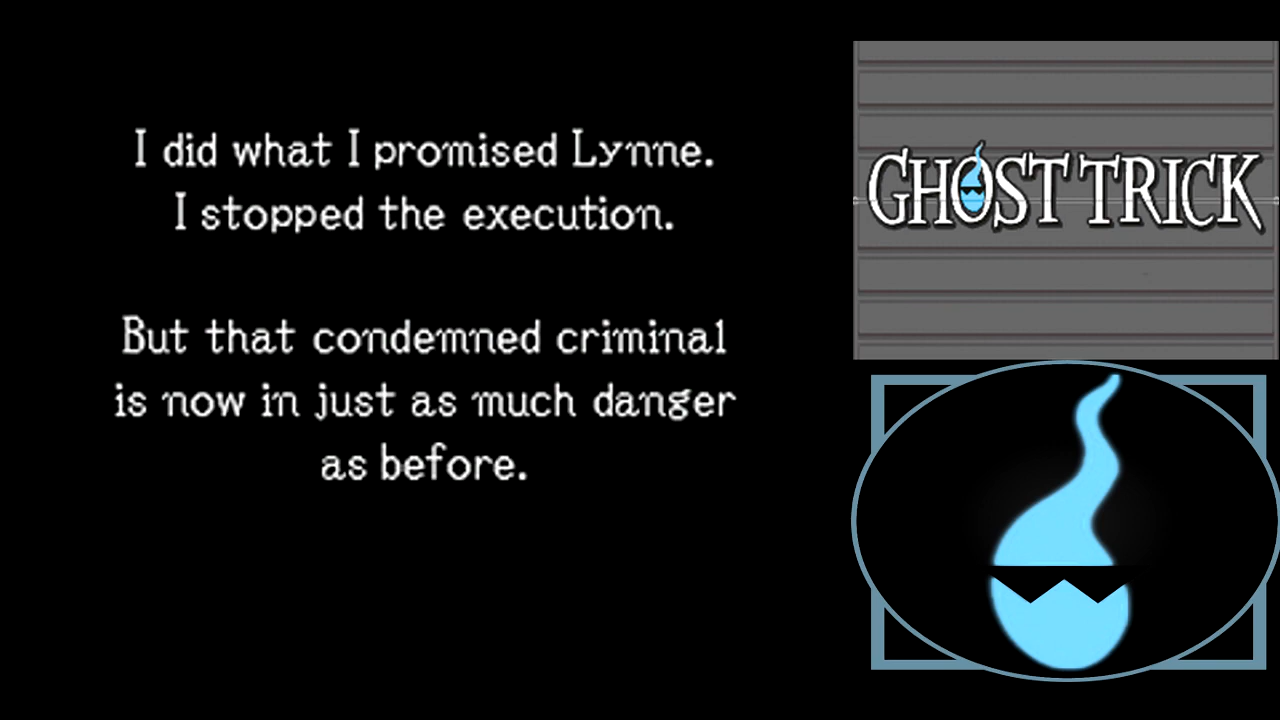 I did what I promised Lynne.
I stopped the execution.
But that condemned criminal
is now in just as much danger
as before.
GHOST TRICK